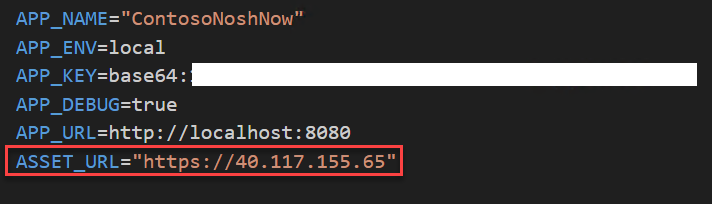 APP_NAME="ContosoNoshNow"
APP_ENV=local
APP_KEY=base64:
APP_DEBUG=true
APP_URL=http://localhost:8080
ASSET_URL="https://40.117.155.65"